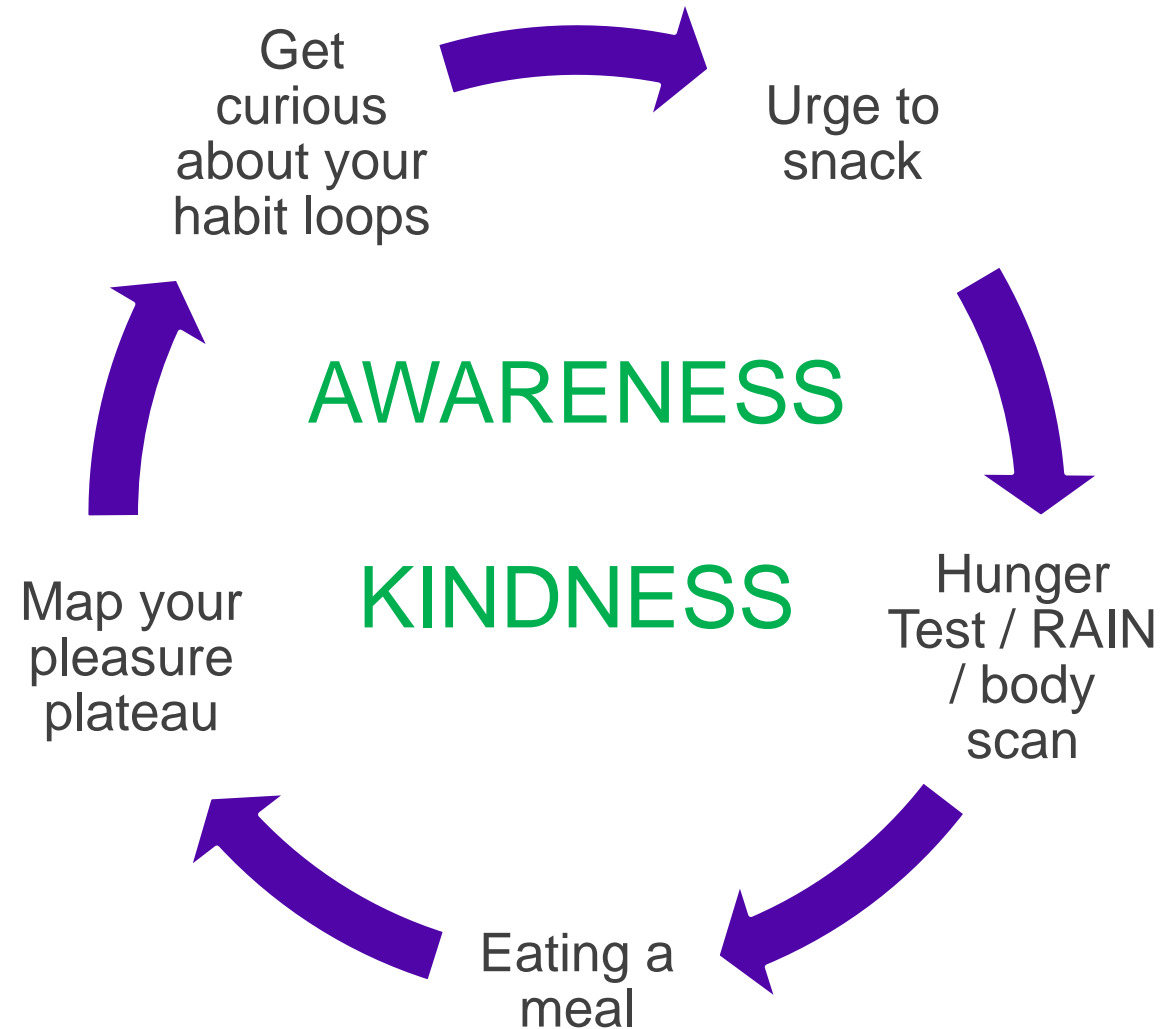 Get
curious
about your
habit loops
Urge to
snack
AWARENESS
KINDNESS
Hunger
Test / RAIN
/ body
scan
Eating a
meal
Map your
pleasure
plateau